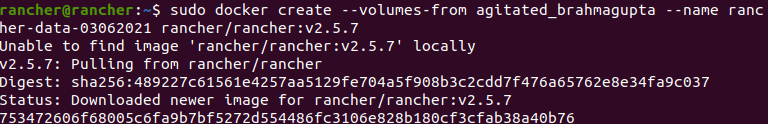 rancher@rancher:~$ sudo docker create --volumes-from agitated_brahmagupta --name ranc
her-data-03062021 rancher/rancher:v2.5.7
Unable to find image 'rancher/rancher:v2.5.7' locally
v2.5.7: Pulling from rancher/rancher
Digest: sha256:489227c61561e4257aa5129fe704a5f908b3c2cdd7f476a65762e8e34fa9c037
Status: Downloaded newer image for rancher/rancher:v2.5.7
753472606f68005c6fa9b7bf5272d554486fc3106e828b180cf3cfab38a40b76